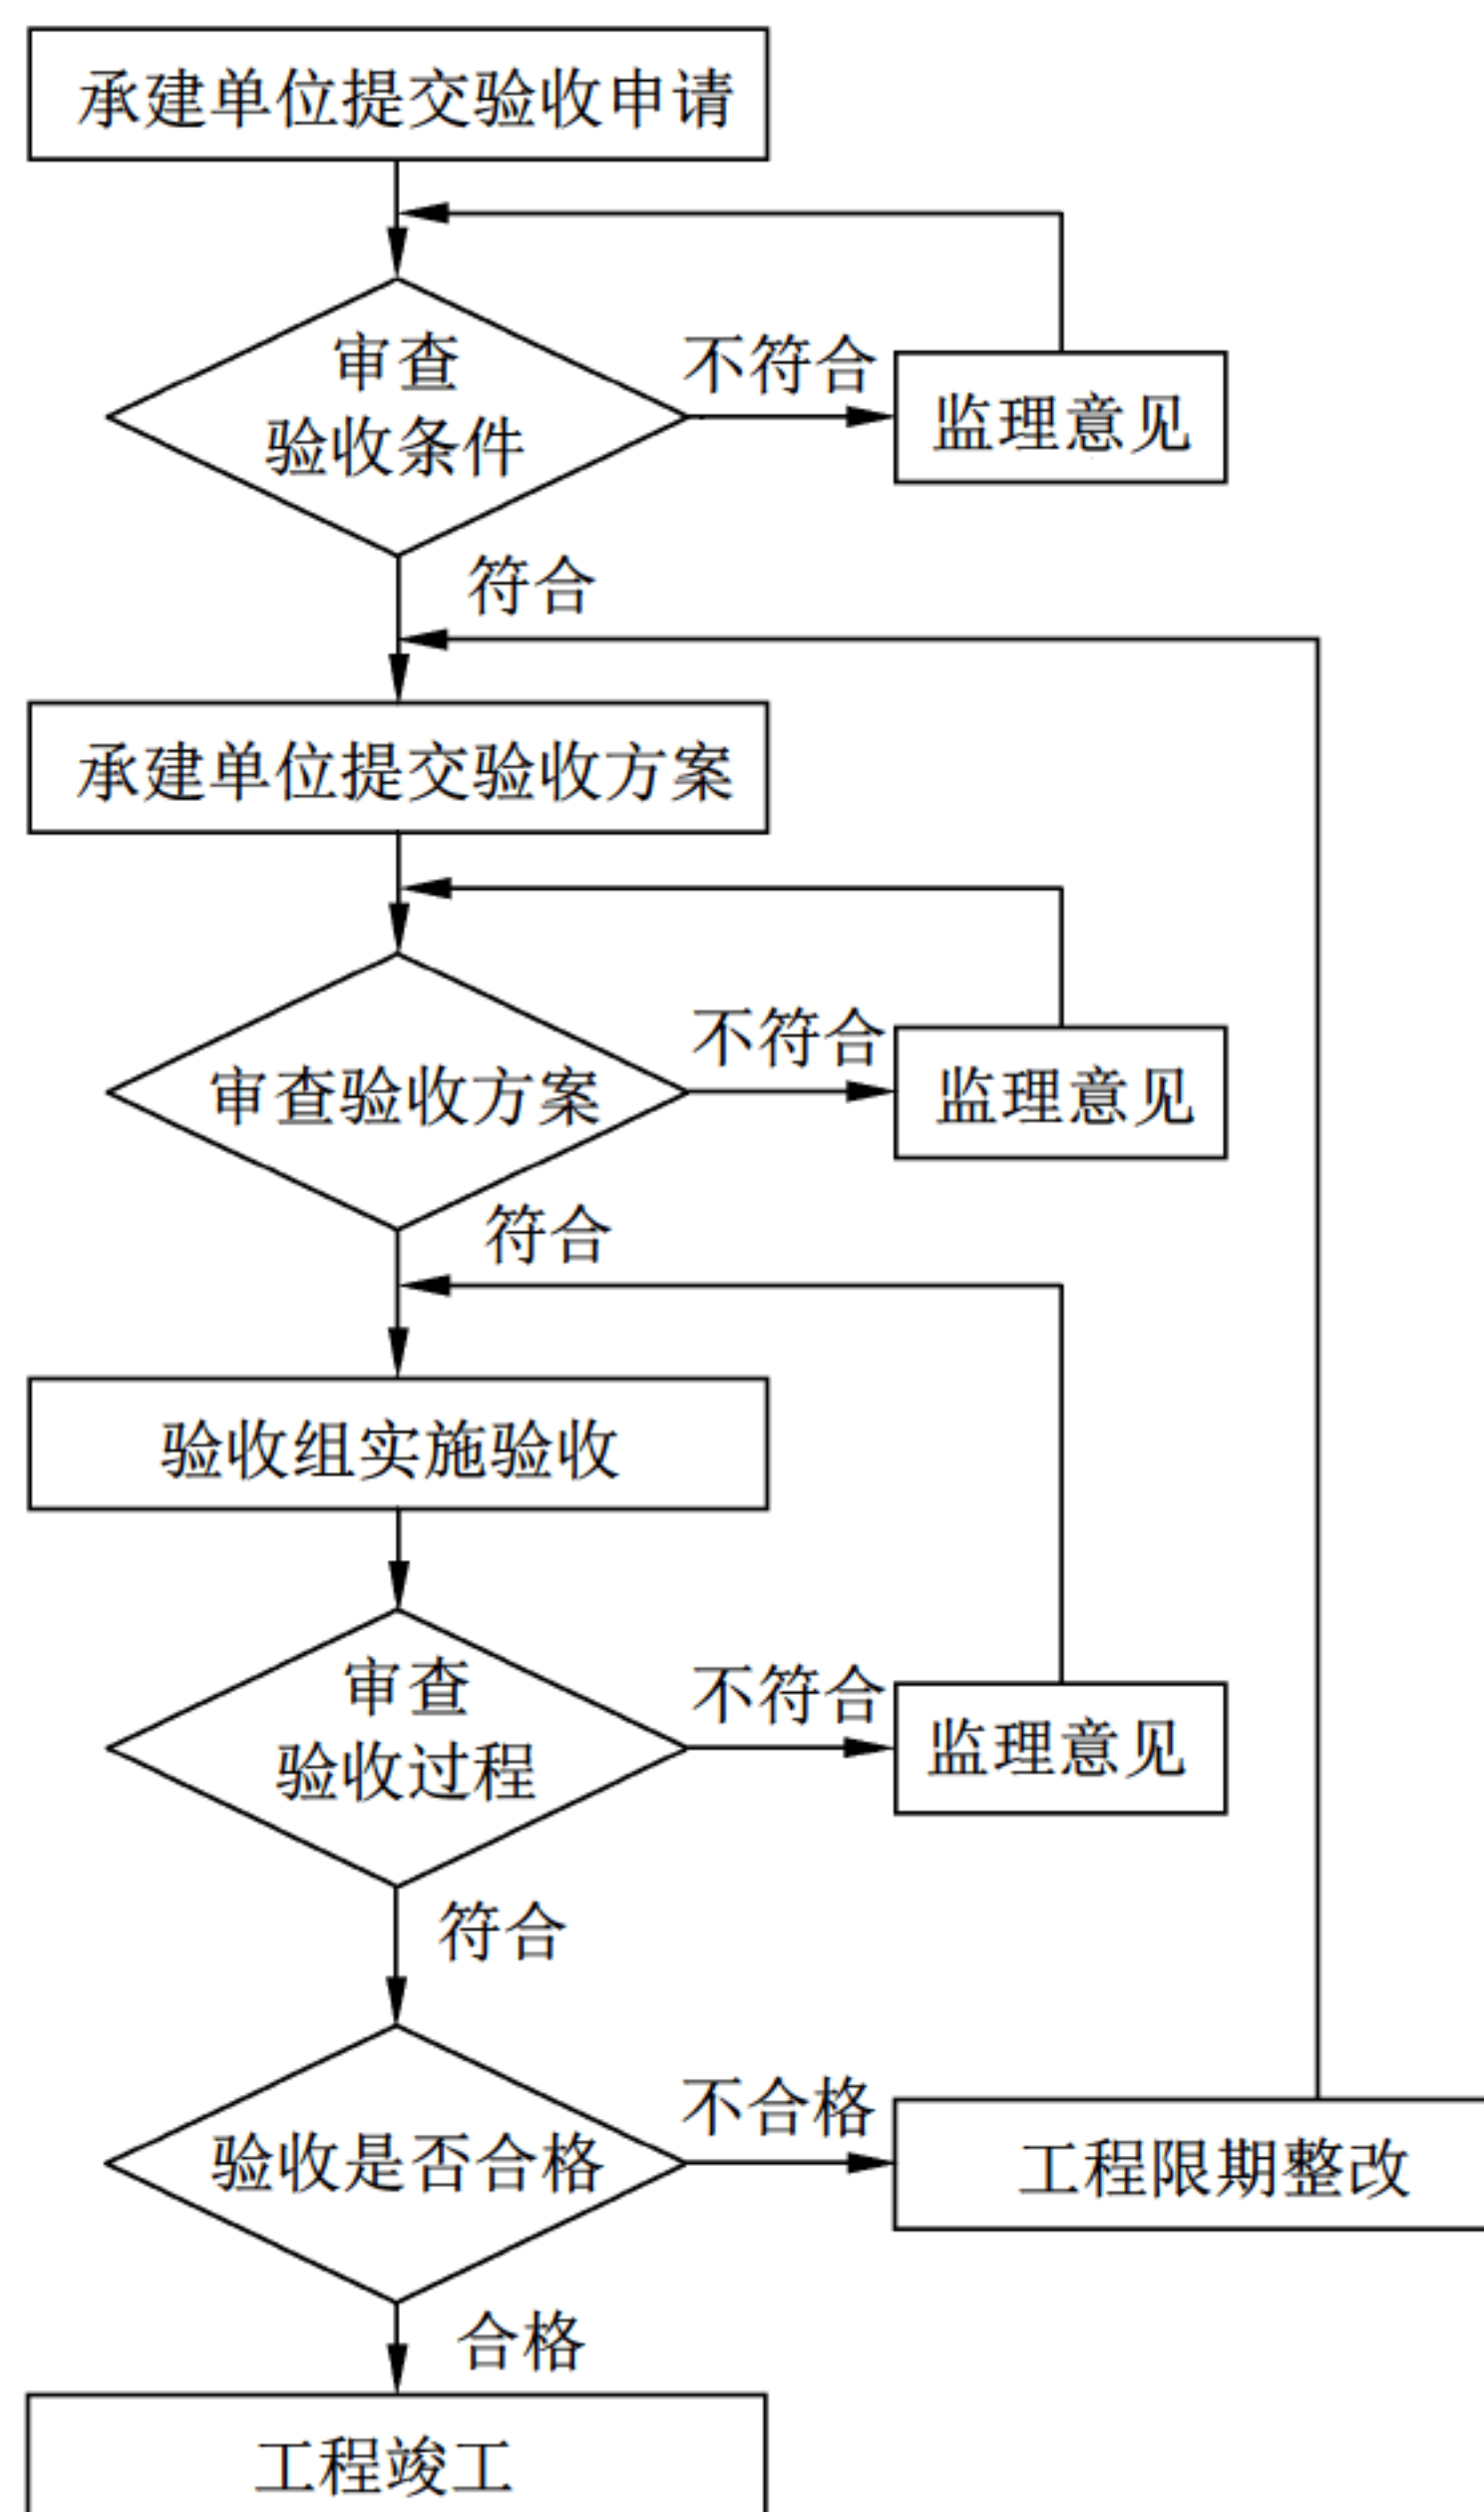 承建单位提交验收申请
审查
验收条件
不符合
监理意见
符合
承建单位提交验收方案
审查验收方案
不符合
监理意见
符合
验收组实施验收
审查
验收过程
不符合
监理意见
符合
验收是否合格
不合格
工程限期整改
合格
工程竣工